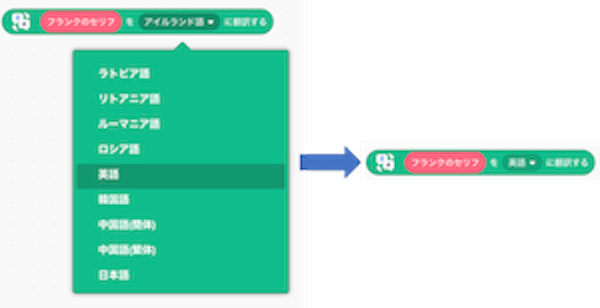 フランクのセリフ を アイルランド語 に翻訳する
ラトビア語
リトアニア語
ルーマニア語
ロシア語
英語
韓国語
中国語(簡体)
中国語(繁体)
日本語
フランクのセリフ を 英語 に翻訳する